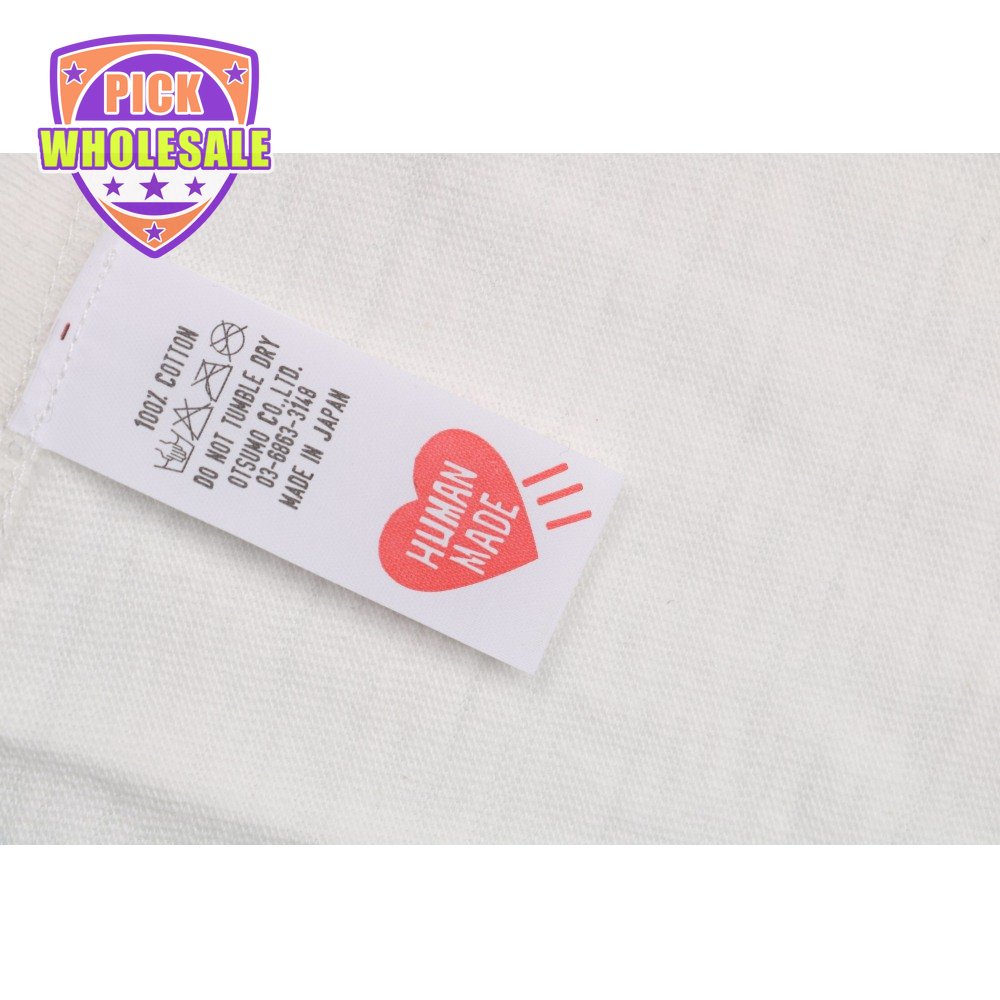 PICK
WHOLESALE
100% COTTON
DO NOT TUMBLE DRY
OTSUMO CO.,LTD.
03-6863-3148
MADE IN JAPAN
HUMAN
MADE